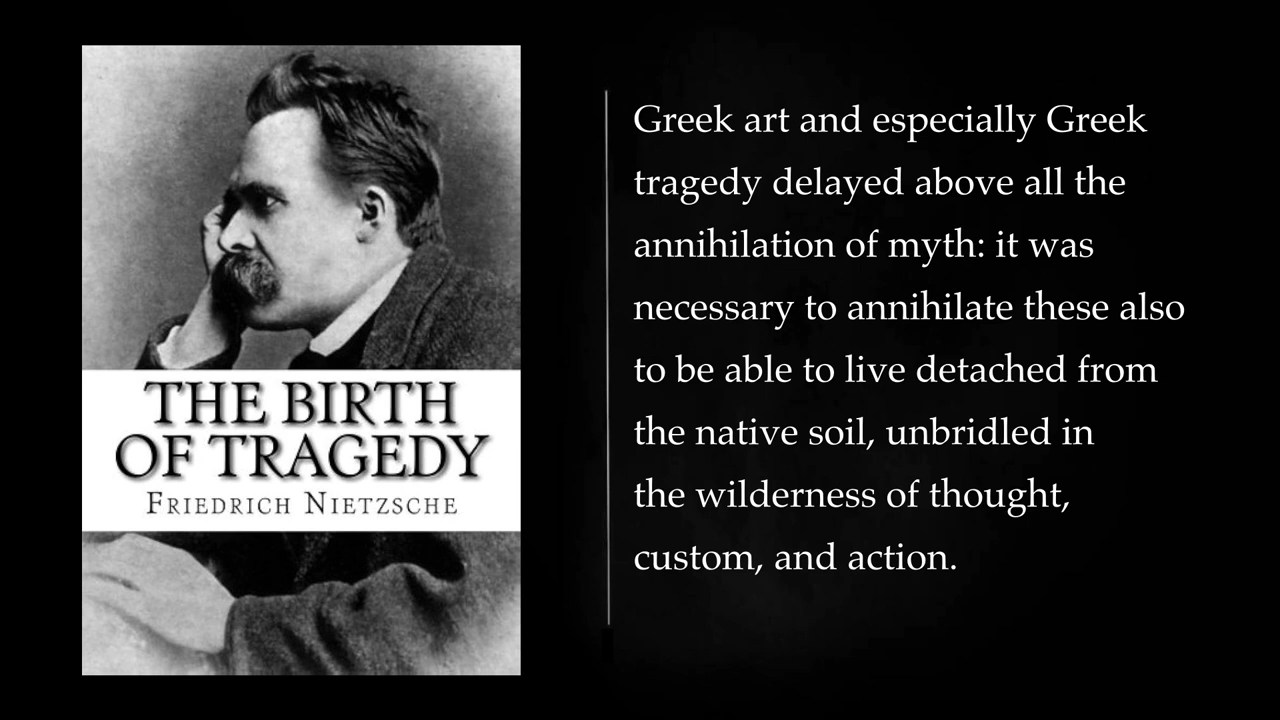 THE BIRTH
OF TRAGEDY
FRIEDRICH NIETZSCHE
Greek art and especially Greek
tragedy delayed above all the
annihilation of myth: it was
necessary to annihilate these also
to be able to live detached from
the native soil, unbridled in
the wilderness of thought,
custom, and action.